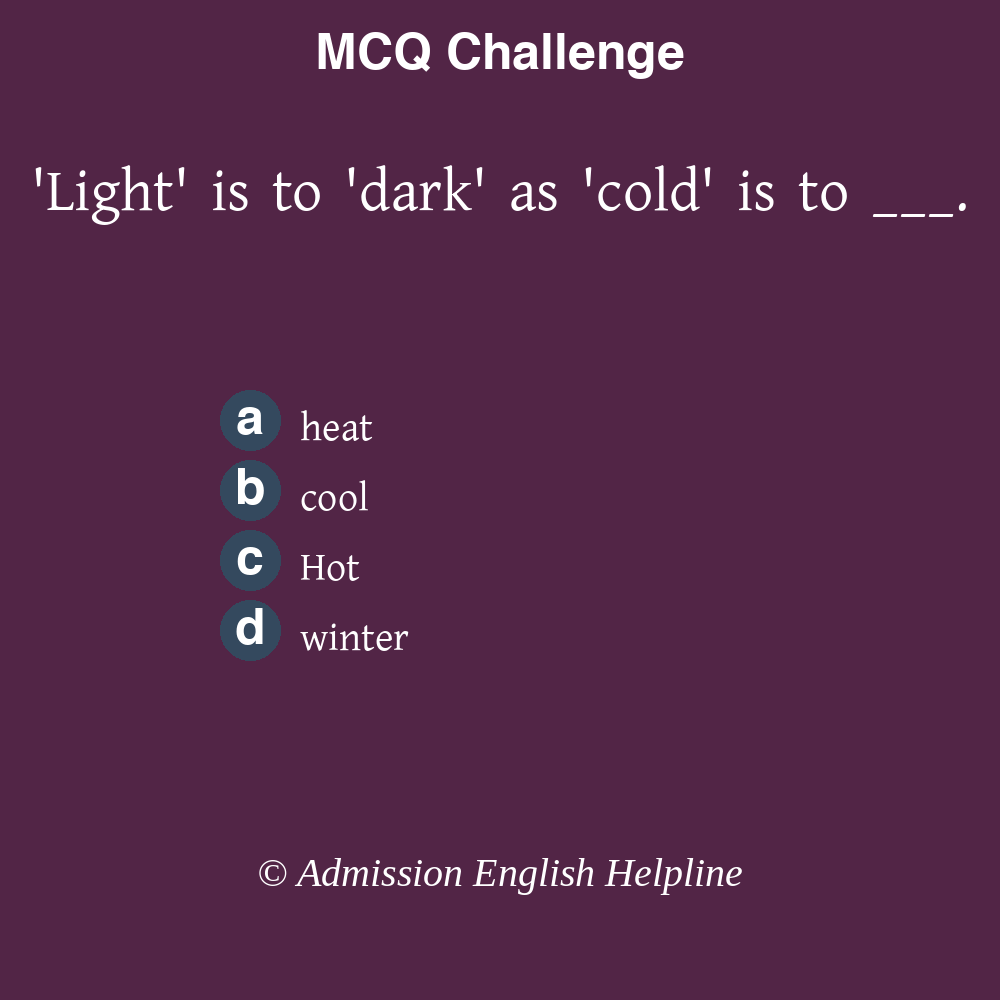 MCQ Challenge
'Light' is to 'dark' as 'cold' is to ___.
a heat
b cool
c Hot
d winter
© Admission English Helpline